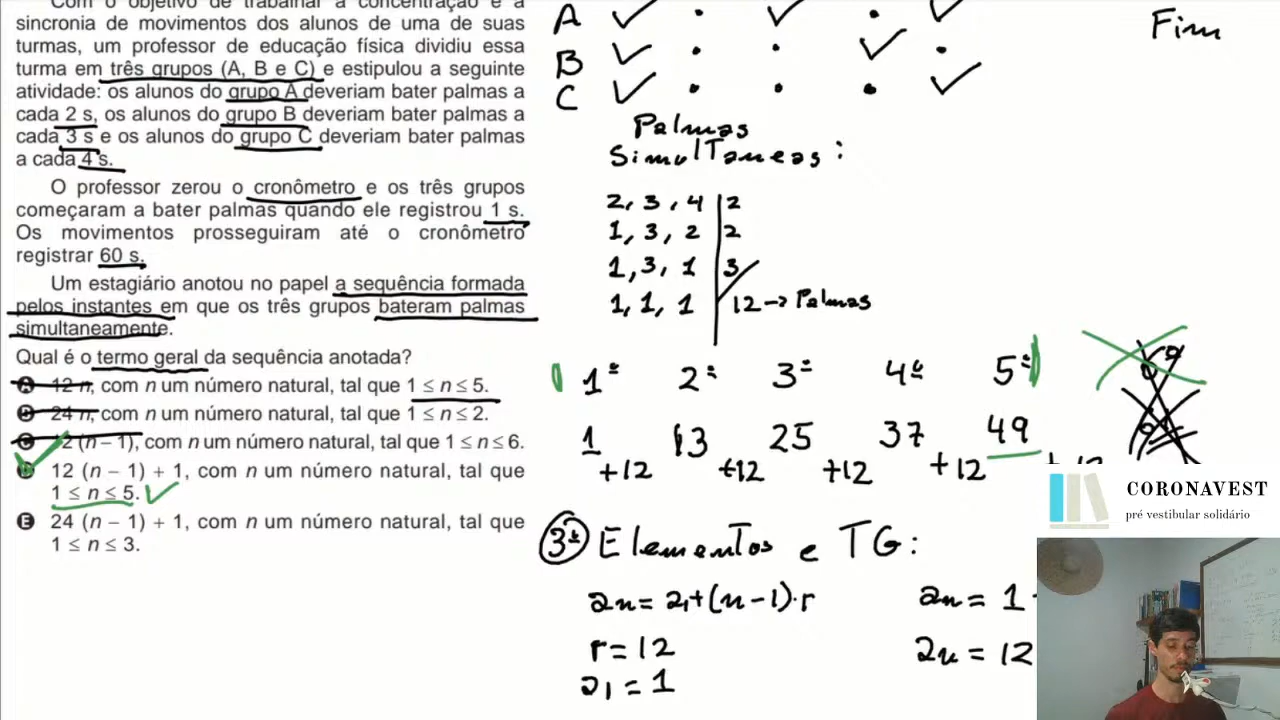 Com o objetivo de trabalhar a concentração e a
sincronia de movimentos dos alunos de uma de suas
turmas, um professor de educação física dividiu essa
turma em três grupos (A, B e C) e estipulou a seguinte
atividade: os alunos do grupo A deveriam bater palmas a
cada 2 s, os alunos do grupo B deveriam bater palmas a
cada 3 s e os alunos do grupo C deveriam bater palmas
a cada 4 s.
O professor zerou o cronômetro e os três grupos
começaram a bater palmas quando ele registrou 1 s.
Os movimentos prosseguiram até o cronômetro
registrar 60 s.
Um estagiário anotou no papel a sequência formada
pelos instantes em que os três grupos bateram palmas
simultaneamente.
Qual é o termo geral da sequência anotada?
A 12 n, com n um número natural, tal que 1 ≤ n ≤ 5.
B 24 n, com n um número natural, tal que 1 ≤ n ≤ 2.
C 12 (n – 1), com n um número natural, tal que 1 ≤ n ≤ 6.
D 12 (n – 1) + 1, com n um número natural, tal que
1 ≤ n ≤ 5.
E 24 (n – 1) + 1, com n um número natural, tal que
1 ≤ n ≤ 3.
A
B
C
Fim
Palmas
Simultaneas:
2, 3, 4 | 2
1, 3, 2 | 2
1, 3, 1 | 3
1, 1, 1 | 12 → Palmas
1ª 2ª 3ª 4ª 5ª
1 13 25 37 49
+12 +12 +12 +12 + 12
3ª Elementos e TG:
an = a1 + (n – 1) · r
an = 1
r = 12
an = 12
a1 = 1
CORONAVEST
pré vestibular solidário